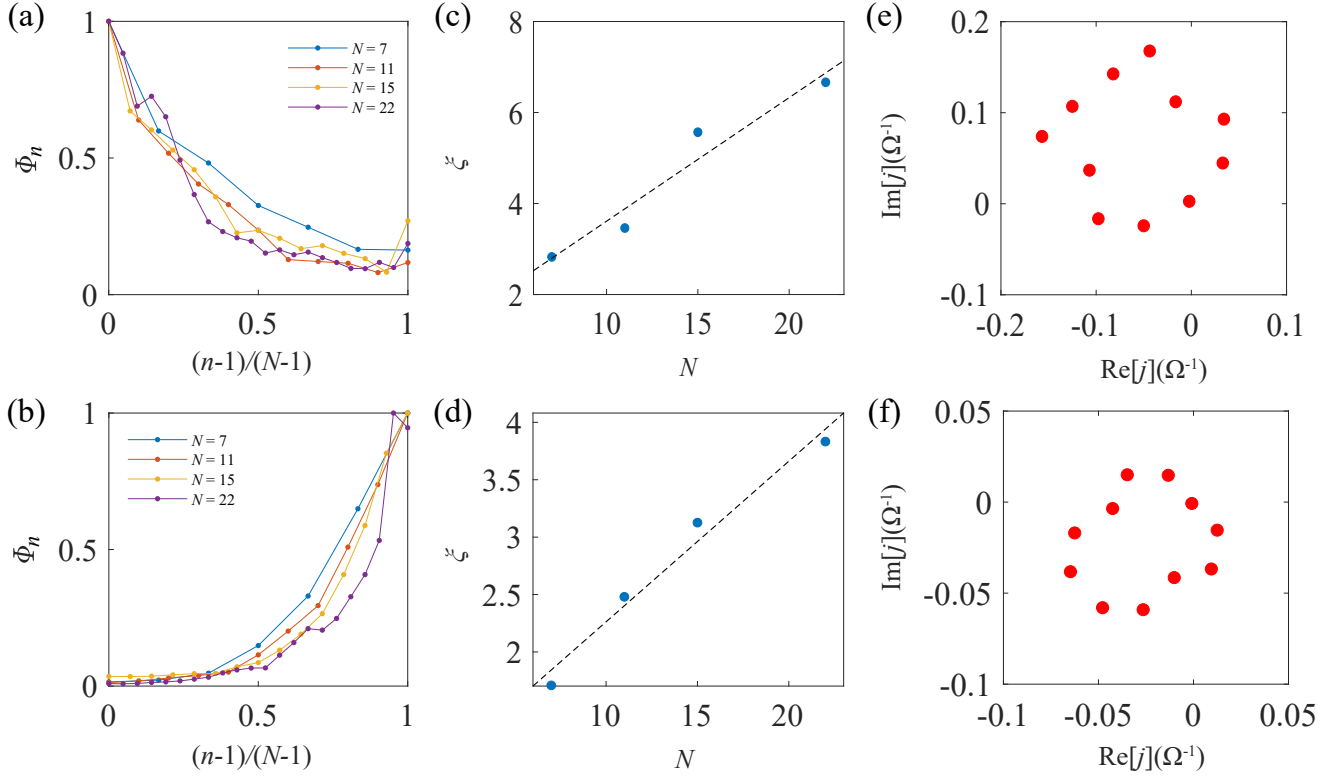 (a)
1
0.5
0
Φn
0
0.5
1
(n-1)/(N-1)
N = 7
N = 11
N = 15
N = 22
(c)
8
6
4
2
ξ
10
15
20
N
(e)
0.2
0.1
0
-0.1
Im[j](Ω-1)
-0.2
-0.1
0
0.1
Re[j](Ω-1)
(b)
1
0.5
0
Φn
0
0.5
1
(n-1)/(N-1)
N = 7
N = 11
N = 15
N = 22
(d)
4
3.5
3
2.5
2
ξ
10
15
20
N
(f)
0.05
0
-0.05
-0.1
Im[j](Ω-1)
-0.1
-0.05
0
0.05
Re[j](Ω-1)